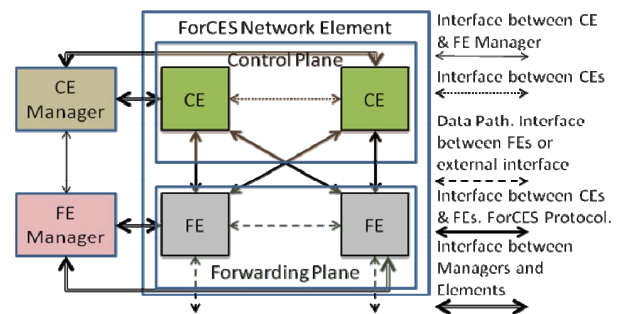 ForCES Network Element
Control Plane
CE
Manager
CE
CE
FE
Manager
FE
FE
Forwarding Plane
Interface between CE
& FE Manager
Interface between CEs
Data Path. Interface
between FEs or
external interface
Interface between CEs
& FEs. ForCES Protocol.
Interface between
Managers and
Elements